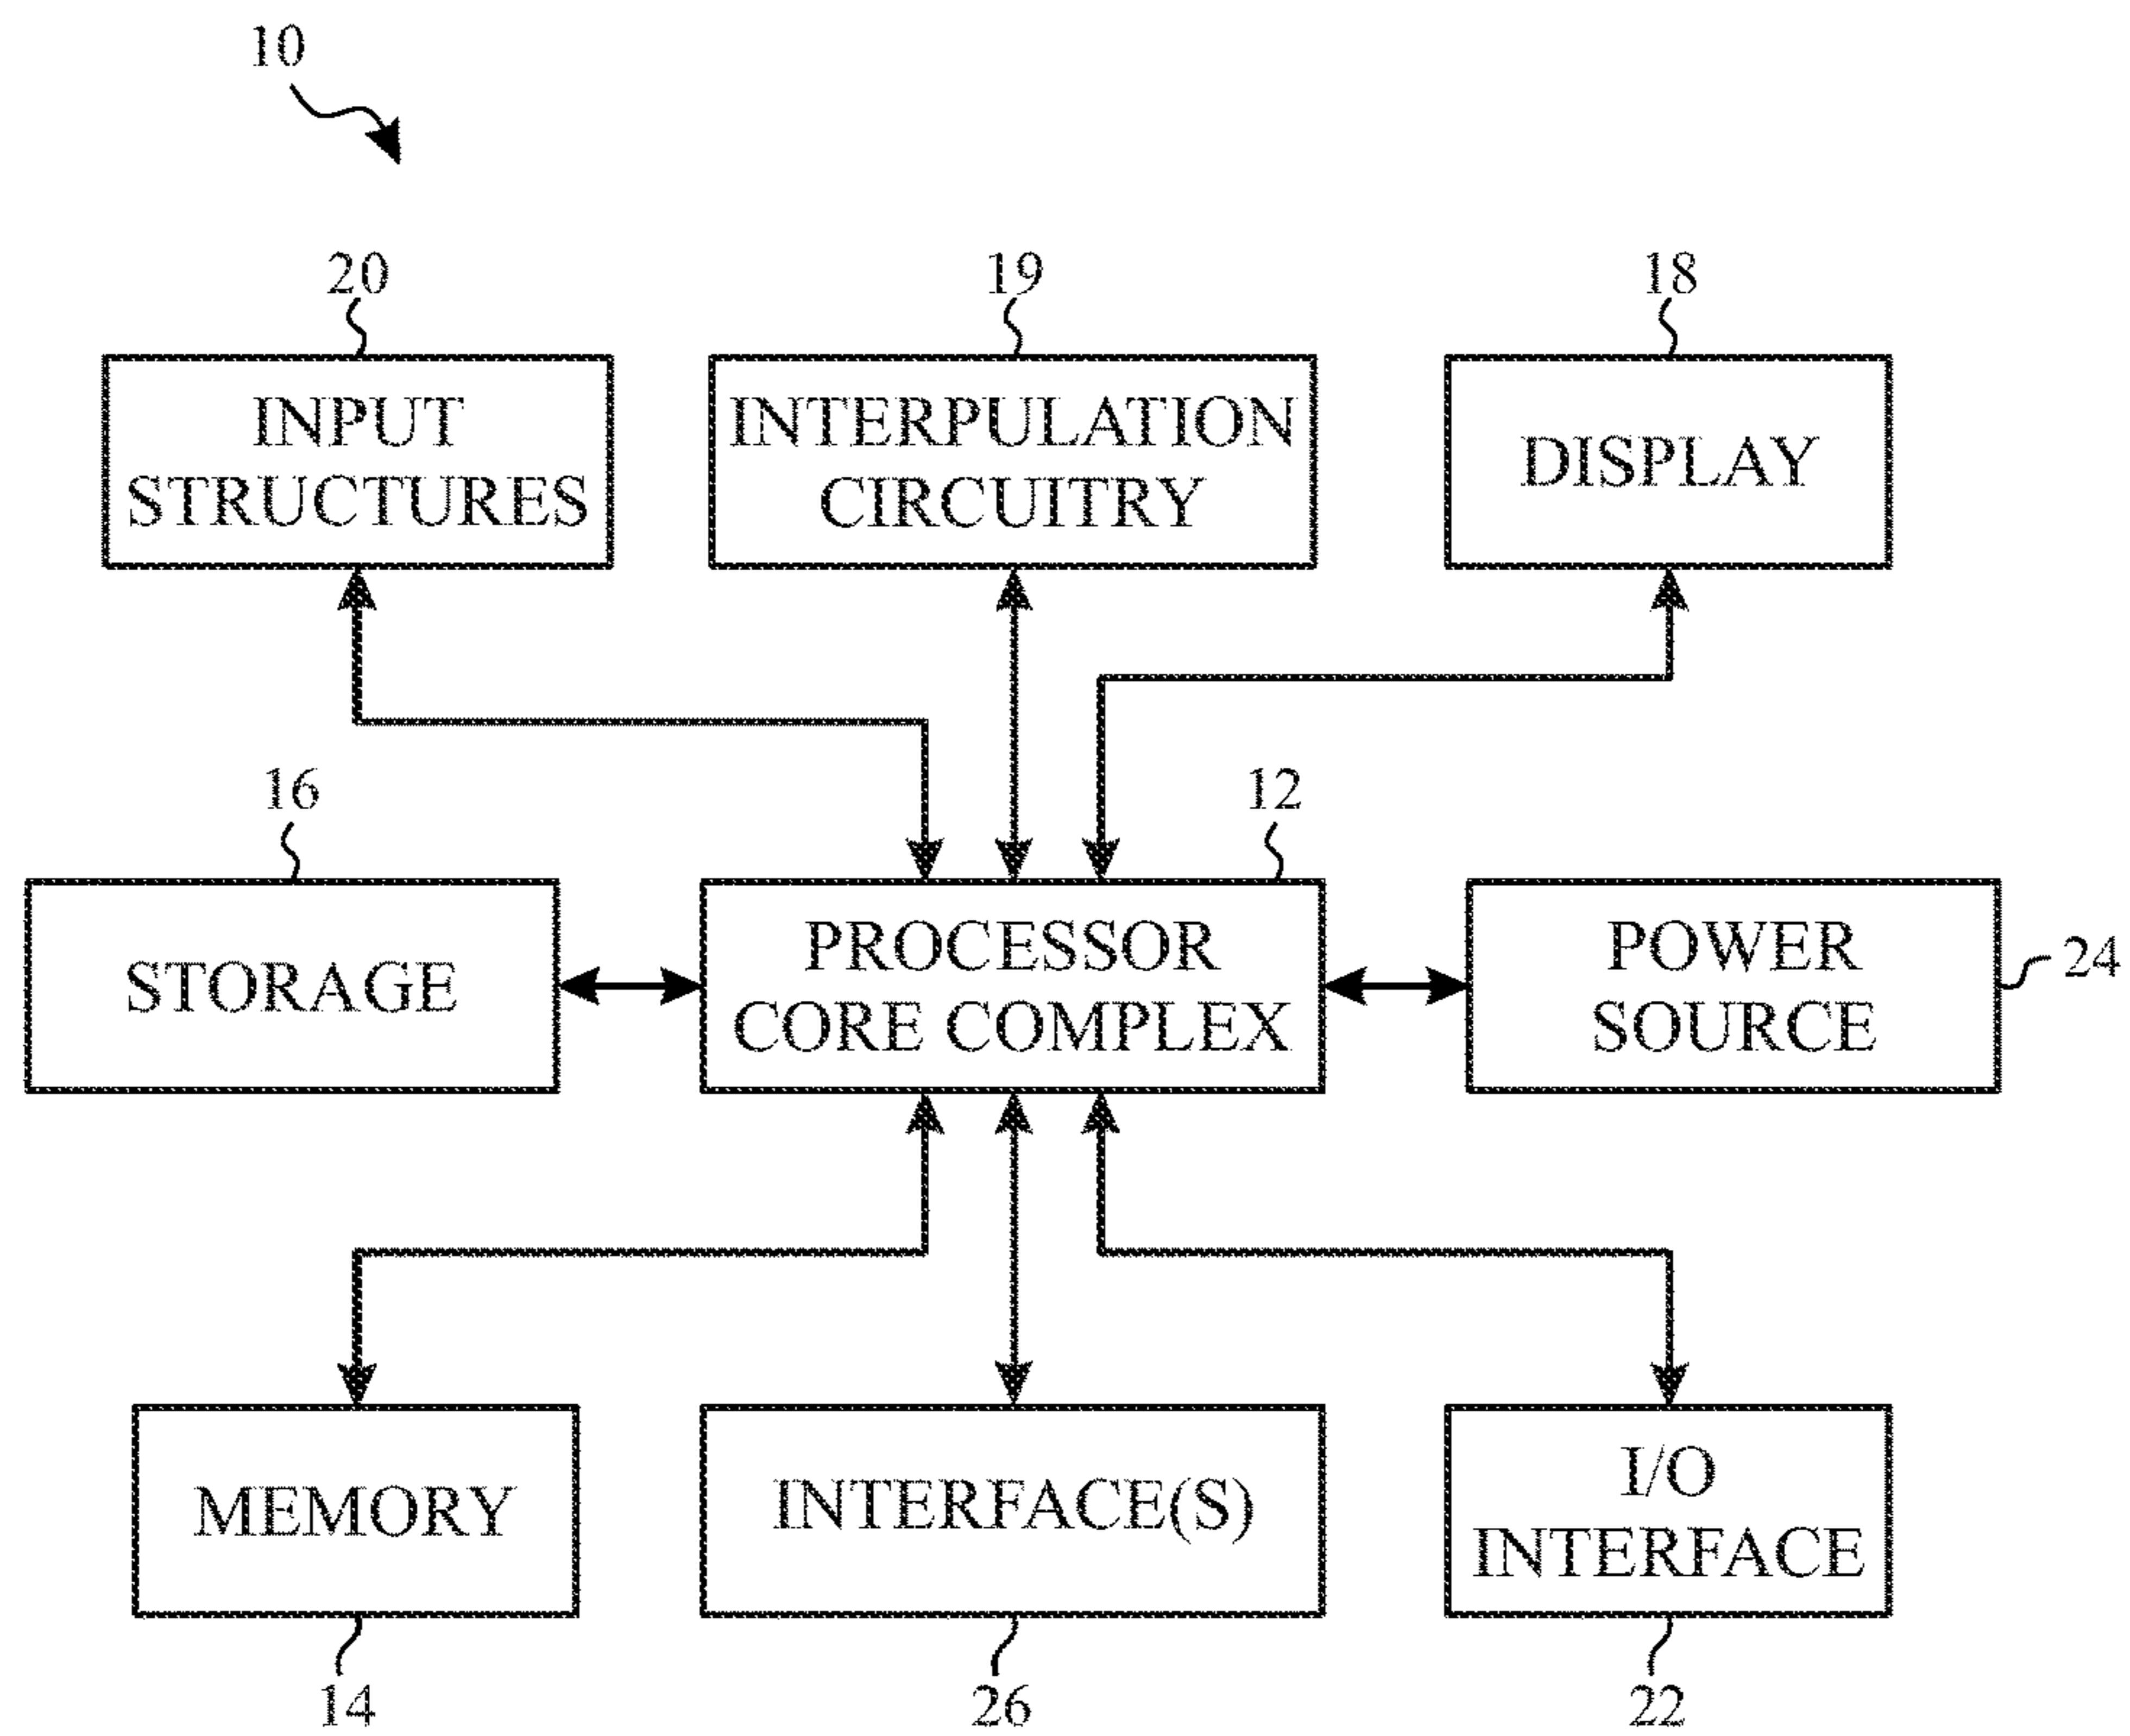 10
20
19
18
INPUT
STRUCTURES
INTERPULATION
CIRCUITRY
DISPLAY
16
12
STORAGE
PROCESSOR
CORE COMPLEX
POWER
SOURCE
24
MEMORY
INTERFACE(S)
I/O
INTERFACE
14
26
22